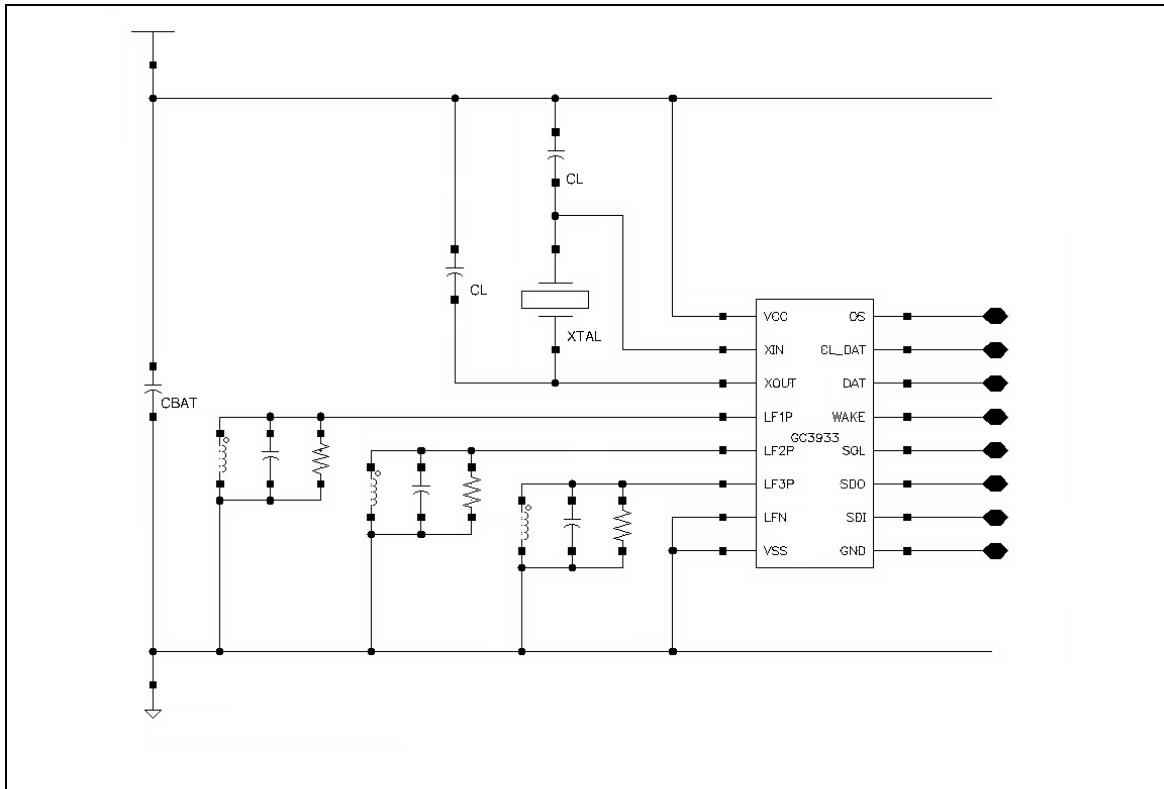 CL
CL
XTAL
CBAT
VCC
XIN
XOUT
LF1P
LF2P
LF3P
LFN
VSS
GC3933
CS
CL_DAT
DAT
WAKE
SCL
SDO
SDI
GND